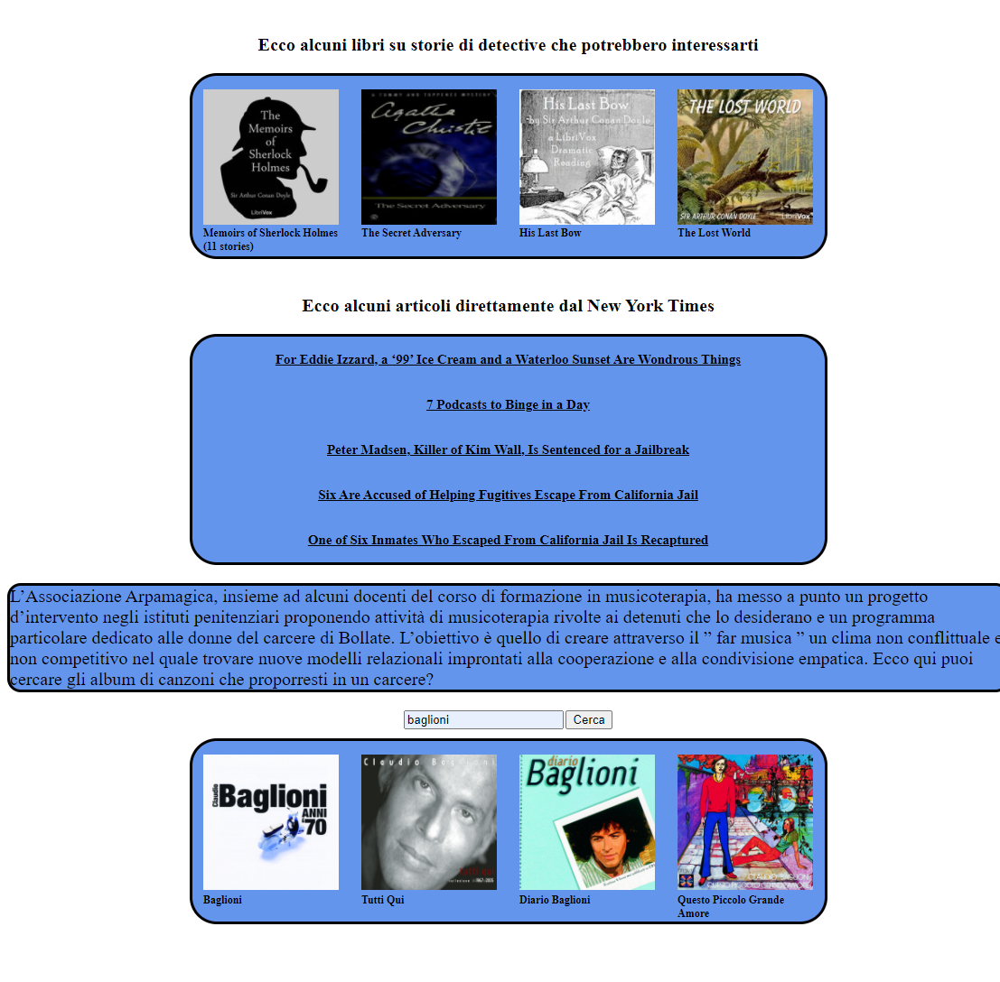 Ecco alcuni libri su storie di detective che potrebbero interessarti
The
Memoirs
of
Sherlock
Holmes
Sir Arthur Conan Doyle
LibriVox
A TOMMY AND TUPPENCE MYSTERY
Agatha
Christie
The Secret Adversary
His Last Bow
by Sir Arthur Conan Doyle
a LibriVox
Dramatic
Reading
THE LOST WORLD
SIR ARTHUR CONAN DOYLE
LibriVox
Memoirs of Sherlock Holmes
(11 stories)
The Secret Adversary
His Last Bow
The Lost World
Ecco alcuni articoli direttamente dal New York Times
For Eddie Izzard, a ‘99’ Ice Cream and a Waterloo Sunset Are Wondrous Things
7 Podcasts to Binge in a Day
Peter Madsen, Killer of Kim Wall, Is Sentenced for a Jailbreak
Six Are Accused of Helping Fugitives Escape From California Jail
One of Six Inmates Who Escaped From California Jail Is Recaptured
L’Associazione Arpamagica, insieme ad alcuni docenti del corso di formazione in musicoterapia, ha messo a punto un progetto
d’intervento negli istituti penitenziari proponendo attività di musicoterapia rivolte ai detenuti che lo desiderano e un programma
particolare dedicato alle donne del carcere di Bollate. L’obiettivo è quello di creare attraverso il ” far musica ” un clima non conflittuale e
non competitivo nel quale trovare nuove modelli relazionali improntati alla cooperazione e alla condivisione empatica. Ecco qui puoi
cercare gli album di canzoni che proporresti in un carcere?
baglioni Cerca
Claudio
Baglioni
ANNI
'70
Claudio Baglioni
tutti qui
collezione
diario
Baglioni
CLAUDIO BAGLIONI
QUESTO PICCOLO GRANDE AMORE
Baglioni
Tutti Qui
Diario Baglioni
Questo Piccolo Grande
Amore